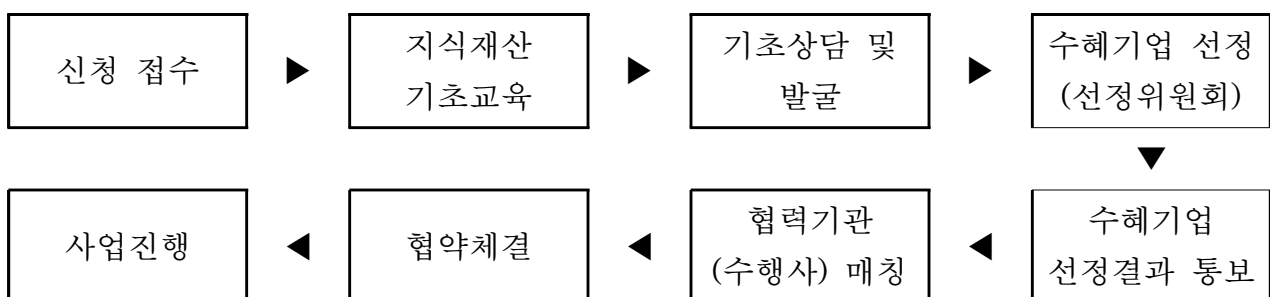 신청 접수
▶
지식재산
기초교육
▶
기초상담 및
발굴
▶
수혜기업 선정
(선정위원회)
▼
수혜기업
선정결과 통보
◀
협력기관
(수행사) 매칭
◀
협약체결
◀
사업진행